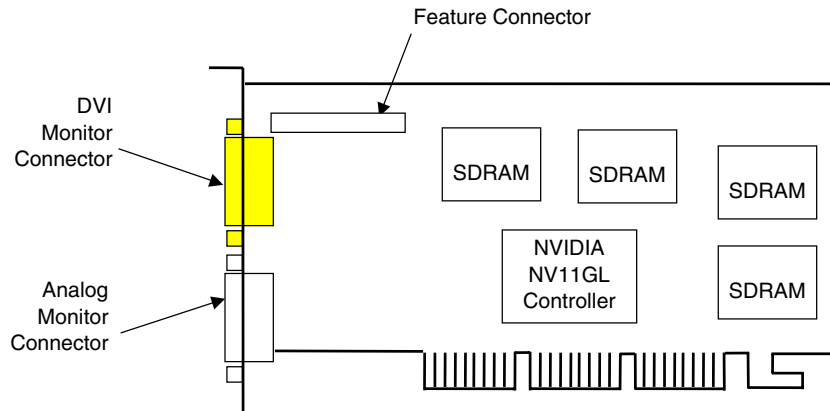 Feature Connector
DVI
Monitor
Connector
SDRAM
SDRAM
SDRAM
NVIDIA
NV11GL
Controller
SDRAM
Analog
Monitor
Connector